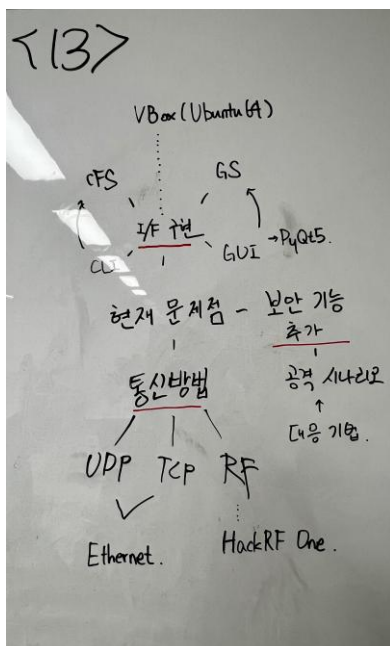 <13>
VBox (Ubuntu 64)
cFS
GS
I/F 구현
CLI
GUI →PyQt5.
현재 문제점 - 보안 기능
추가
통신방법
공격 시나리오
↑
대응 기법.
UDP TCP RF
Ethernet.
HackRF One.